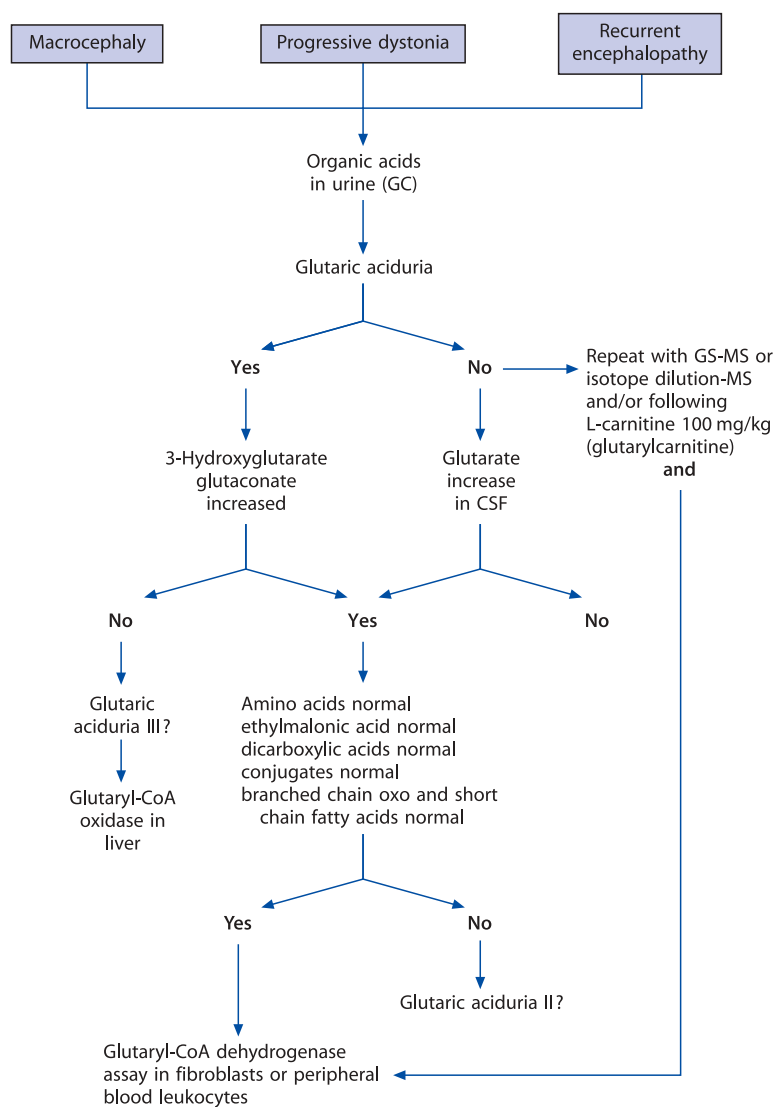 Macrocephaly
Progressive dystonia
Recurrent
encephalopathy
Organic acids
in urine (GC)
Glutaric aciduria
Yes
No
Repeat with GS-MS or
isotope dilution-MS
and/or following
L-carnitine 100 mg/kg
(glutarylcarnitine)
and
3-Hydroxyglutarate
glutaconate
increased
Glutarate
increase
in CSF
No
Yes
No
Glutaric
aciduria III?
Glutaryl-CoA
oxidase in
liver
Amino acids normal
ethylmalonic acid normal
dicarboxylic acids normal
conjugates normal
branched chain oxo and short
chain fatty acids normal
Yes
No
Glutaric aciduria II?
Glutaryl-CoA dehydrogenase
assay in fibroblasts or peripheral
blood leukocytes